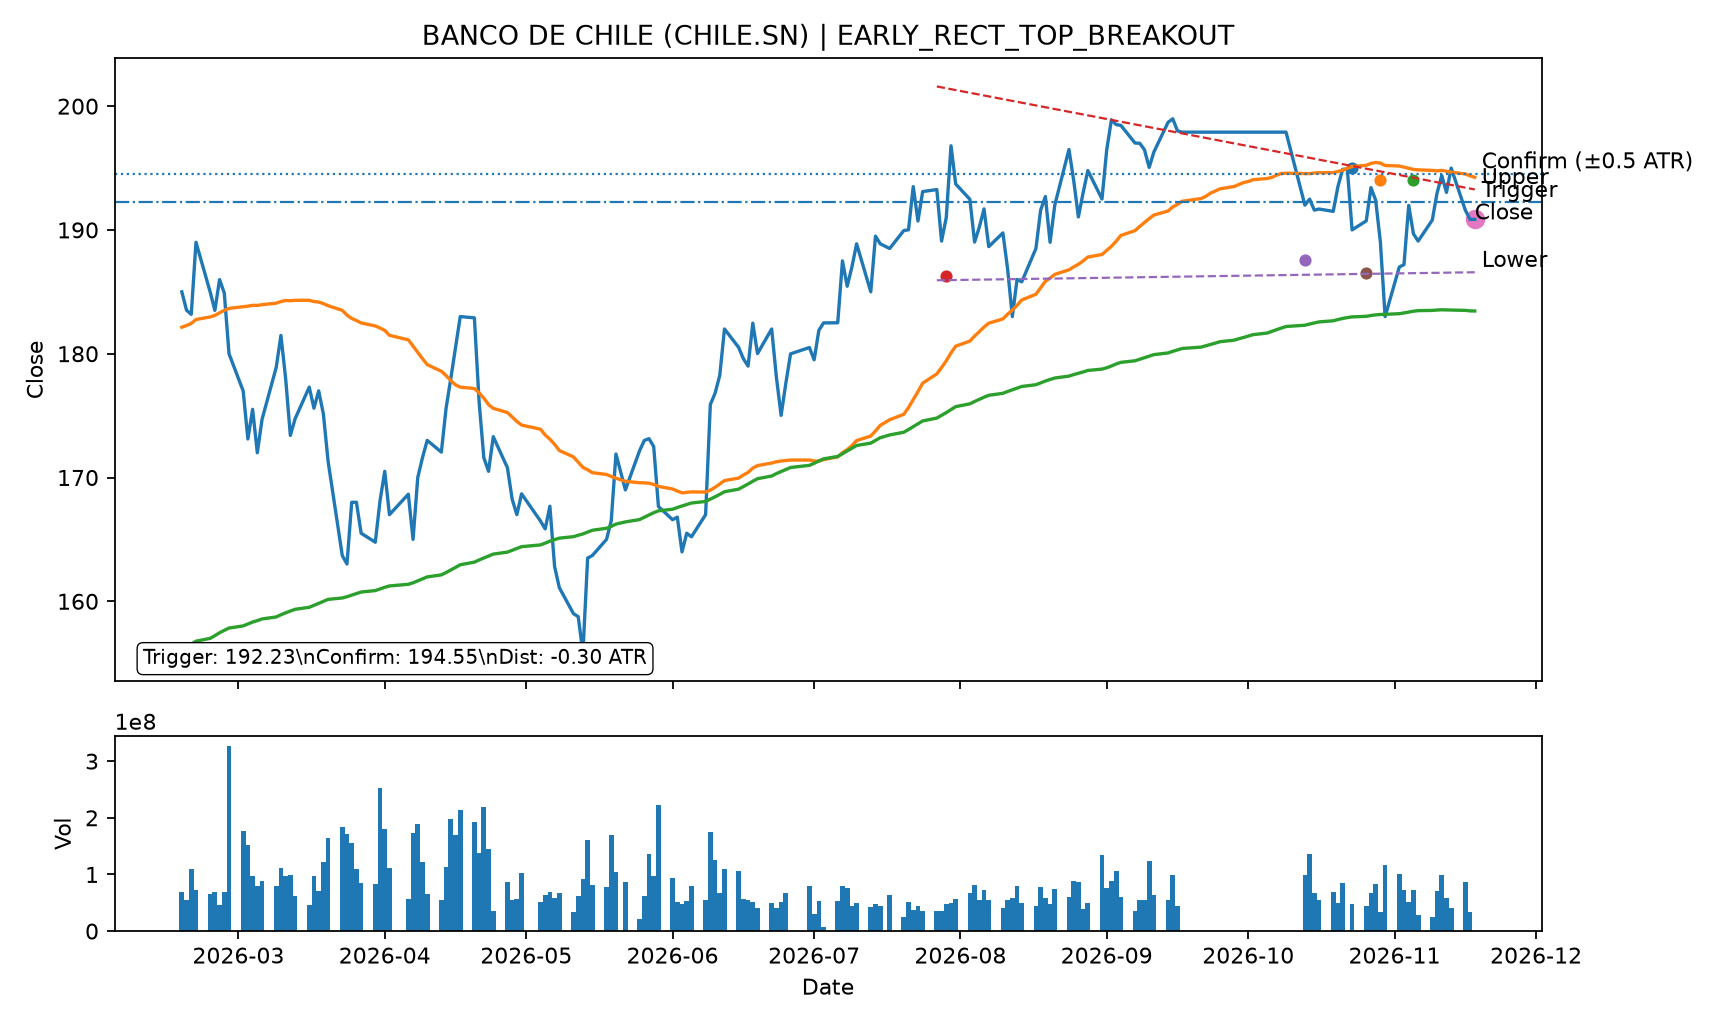 BANCO DE CHILE (CHILE.SN) | EARLY_RECT_TOP_BREAKOUT
Close
200
190
180
170
160
Confirm (±0.5 ATR)
Upper
Trigger
Close
Lower
Trigger: 192.23\nConfirm: 194.55\nDist: -0.30 ATR
1e8
Vol
3
2
1
0
2026-03
2026-04
2026-05
2026-06
2026-07
2026-08
2026-09
2026-10
2026-11
2026-12
Date